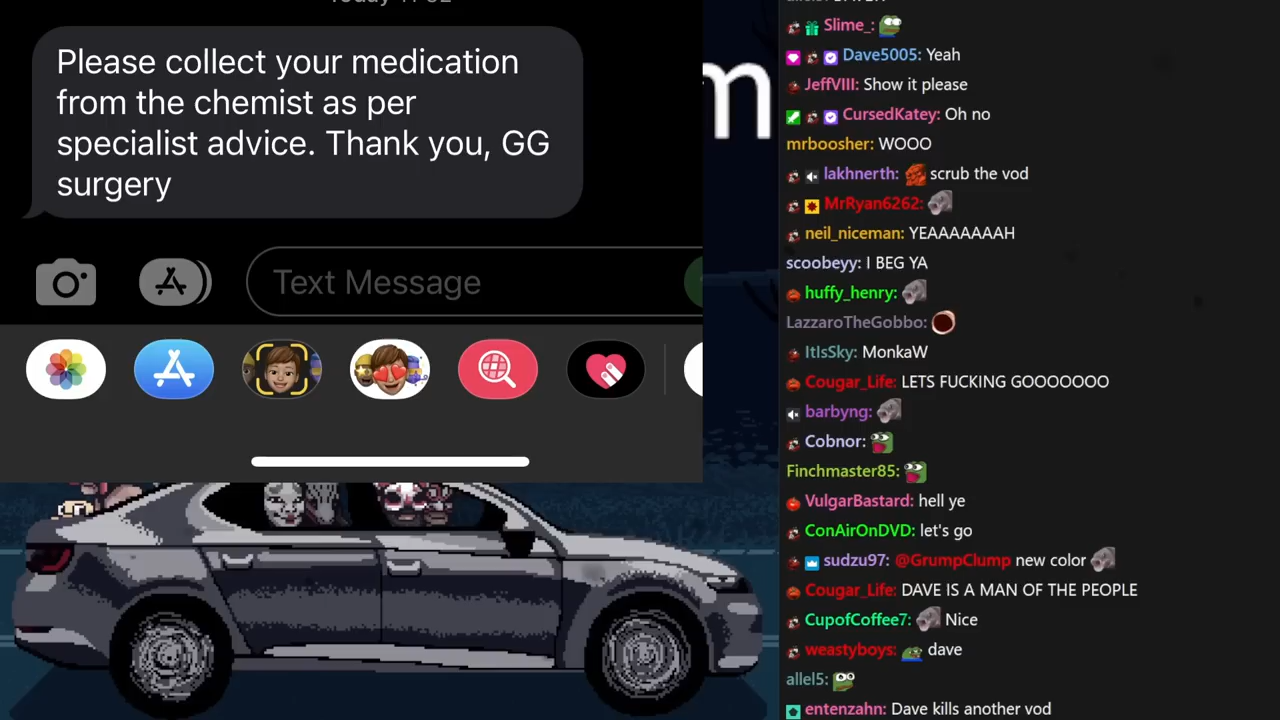 Please collect your medication
from the chemist as per
specialist advice. Thank you, GG
surgery
Text Message
m
Slime_:
Dave5005: Yeah
JeffVIII: Show it please
CursedKatey: Oh no
mrboosher: WOOO
lakhnerth: scrub the vod
MrRyan6262:
neil_niceman: YEAAAAAAAH
scoobeyy: I BEG YA
huffy_henry:
LazzaroTheGobbo:
ItIsSky: MonkaW
Cougar_Life: LETS FUCKING GOOOOOOO
barbyng:
Cobnor:
Finchmaster85:
VulgarBastard: hell ye
ConAirOnDVD: let's go
sudzu97: @GrumpClump new color
Cougar_Life: DAVE IS A MAN OF THE PEOPLE
CupofCoffee7: Nice
weastyboys: dave
allel5:
entenzahn: Dave kills another vod